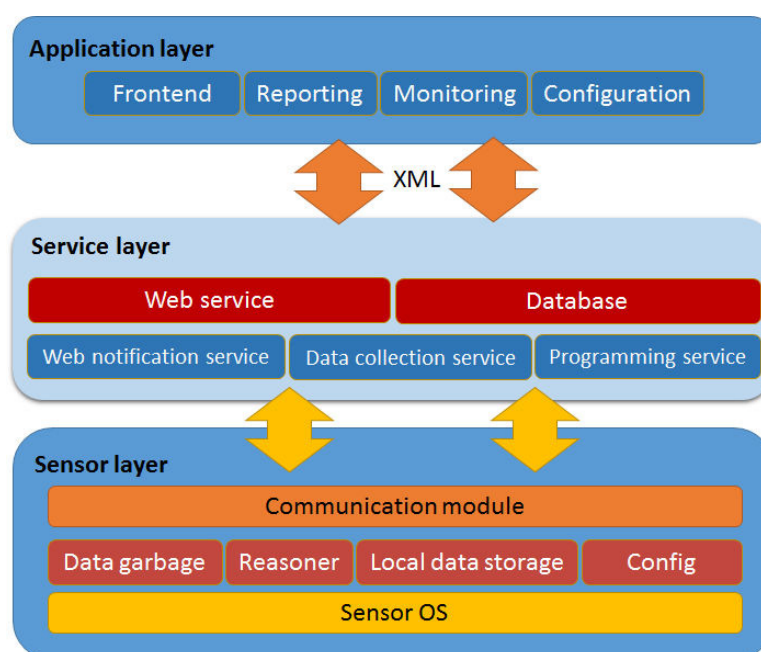 Application layer
Frontend Reporting Monitoring Configuration
XML
Service layer
Web service Database
Web notification service Data collection service Programming service
Sensor layer
Communication module
Data garbage Reasoner Local data storage Config
Sensor OS